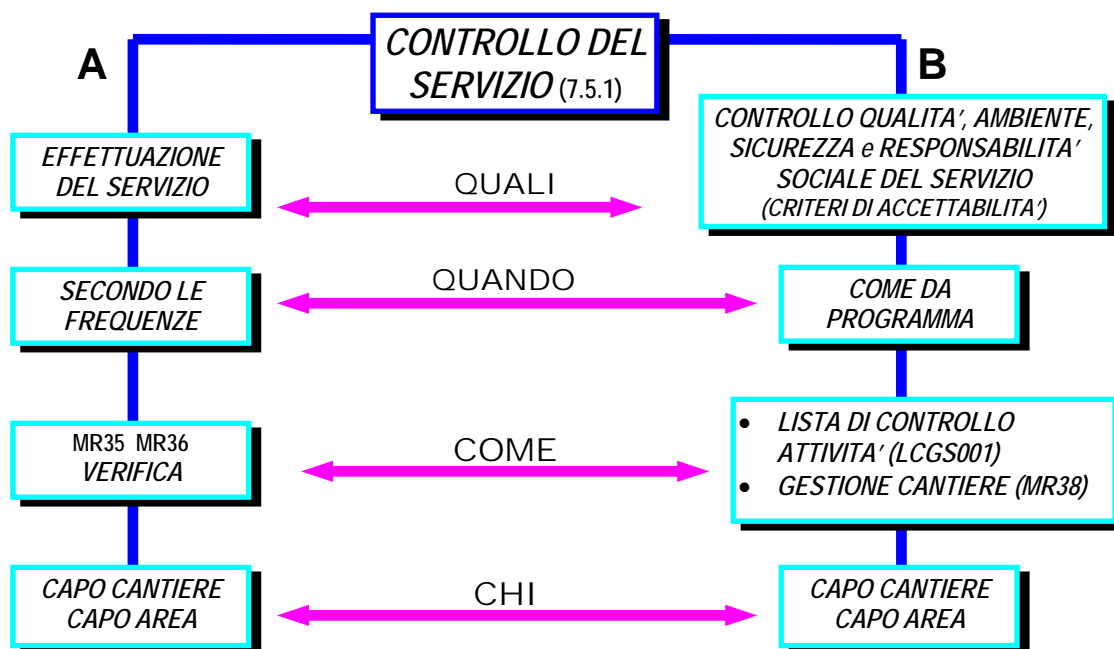 CONTROLLO DEL
SERVIZIO (7.5.1)
A
B
EFFETTUAZIONE
DEL SERVIZIO
QUALI
CONTROLLO QUALITA’, AMBIENTE,
SICUREZZA e RESPONSABILITA’
SOCIALE DEL SERVIZIO
(CRITERI DI ACCETTABILITA’)
SECONDO LE
FREQUENZE
QUANDO
COME DA
PROGRAMMA
MR35 MR36
VERIFICA
COME
• LISTA DI CONTROLLO
ATTIVITA’ (LCGS001)
• GESTIONE CANTIERE (MR38)
CAPO CANTIERE
CAPO AREA
CHI
CAPO CANTIERE
CAPO AREA